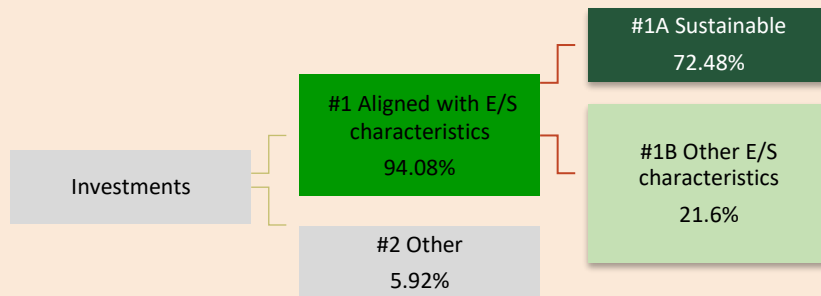 #1A Sustainable
72.48%
#1 Aligned with E/S
characteristics
94.08%
#1B Other E/S
characteristics
21.6%
Investments
#2 Other
5.92%